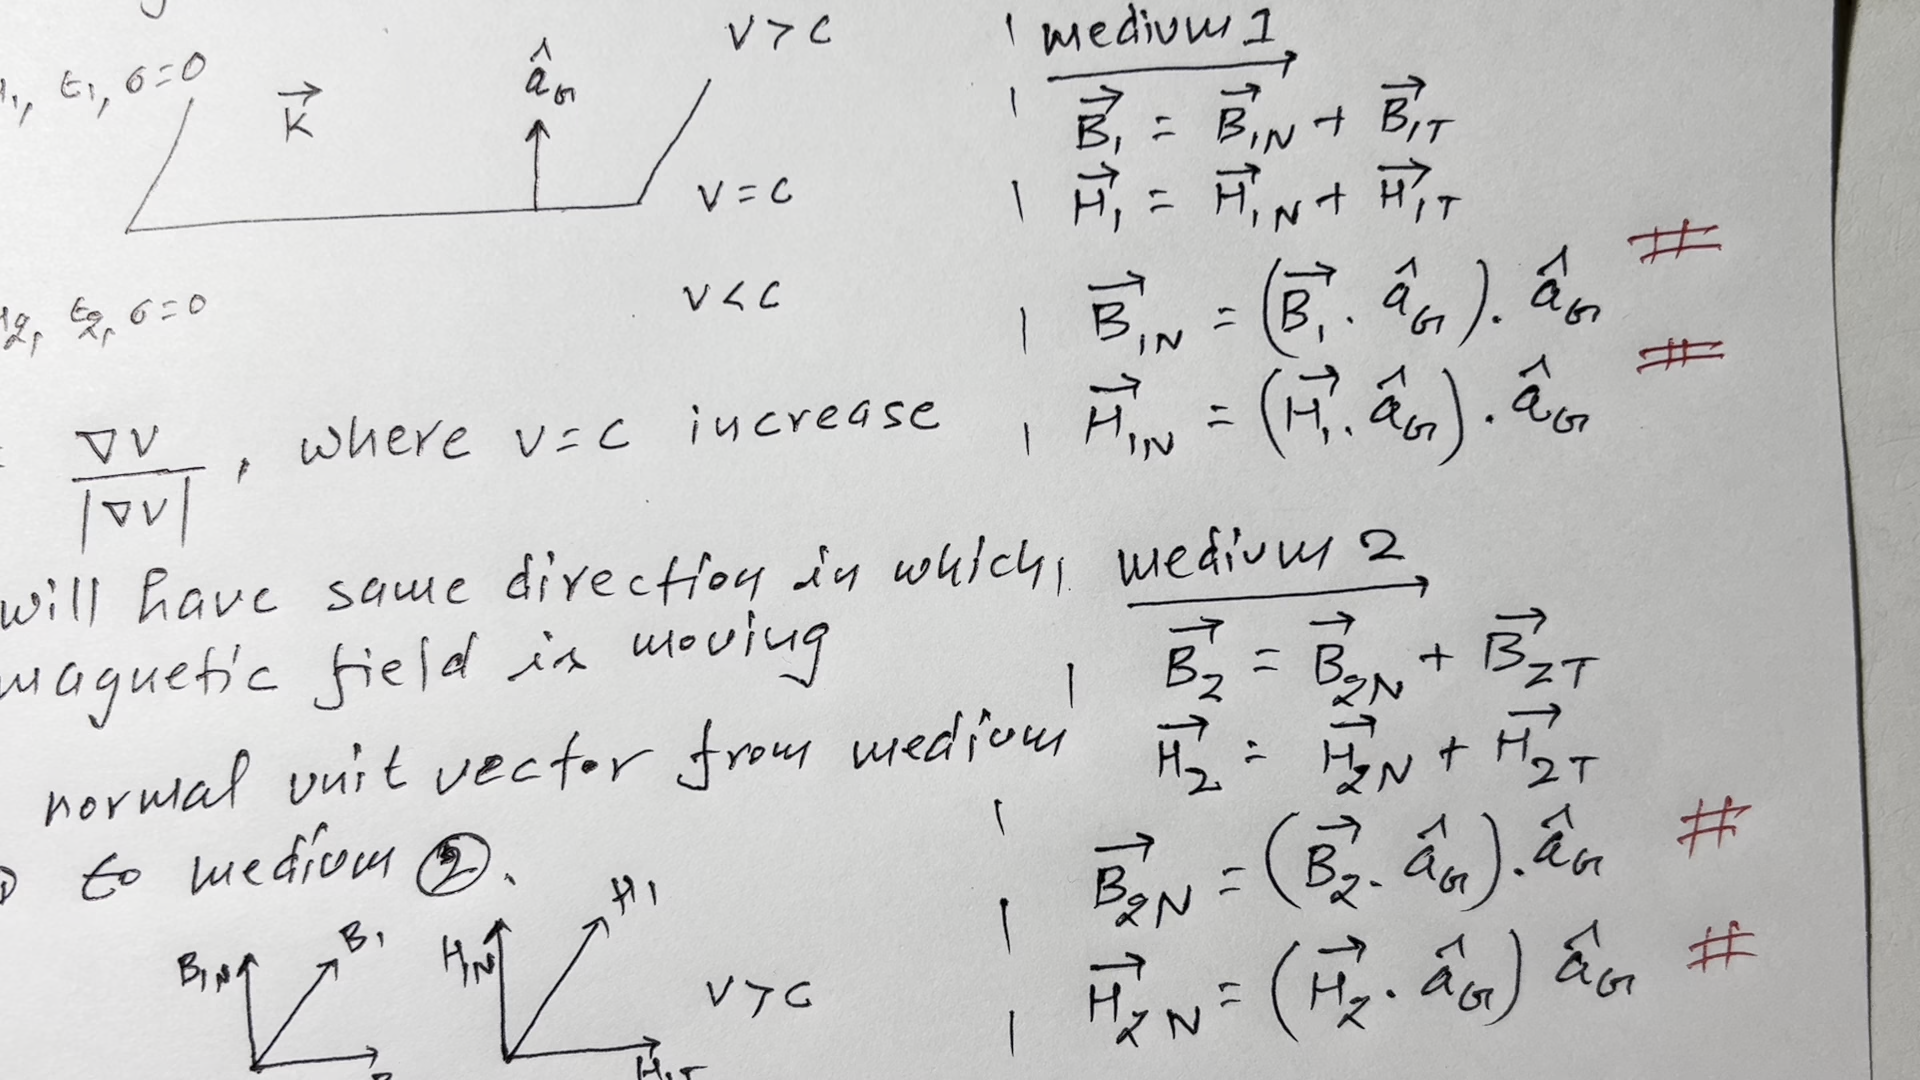 V > C
μ₁, ε₁, σ=0
K⃗
â_G
V = C
μ₂, ε₂, σ=0
V < C
∇V / |∇V| , where V=C increase
will have same direction in which
magnetic field is moving
normal unit vector from medium
① to medium ②.
B₁N B₁
H₁N H₁
H₁T
V > C
medium 1
B⃗₁ = B⃗₁N + B⃗₁T
H⃗₁ = H⃗₁N + H⃗₁T
B⃗₁N = (B⃗₁ . â_G) . â_G #
H⃗₁N = (H⃗₁ . â_G) . â_G #
medium 2
B⃗₂ = B⃗₂N + B⃗₂T
H⃗₂ = H⃗₂N + H⃗₂T
B⃗₂N = (B⃗₂ . â_G) . â_G #
H⃗₂N = (H⃗₂ . â_G) â_G #